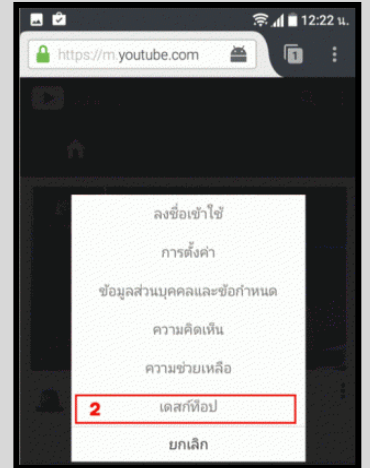 12:22 น.
https://m.youtube.com
1
ลงชื่อเข้าใช้
การตั้งค่า
ข้อมูลส่วนบุคคลและข้อกำหนด
ความคิดเห็น
ความช่วยเหลือ
2 เดสก์ท็อป
ยกเลิก